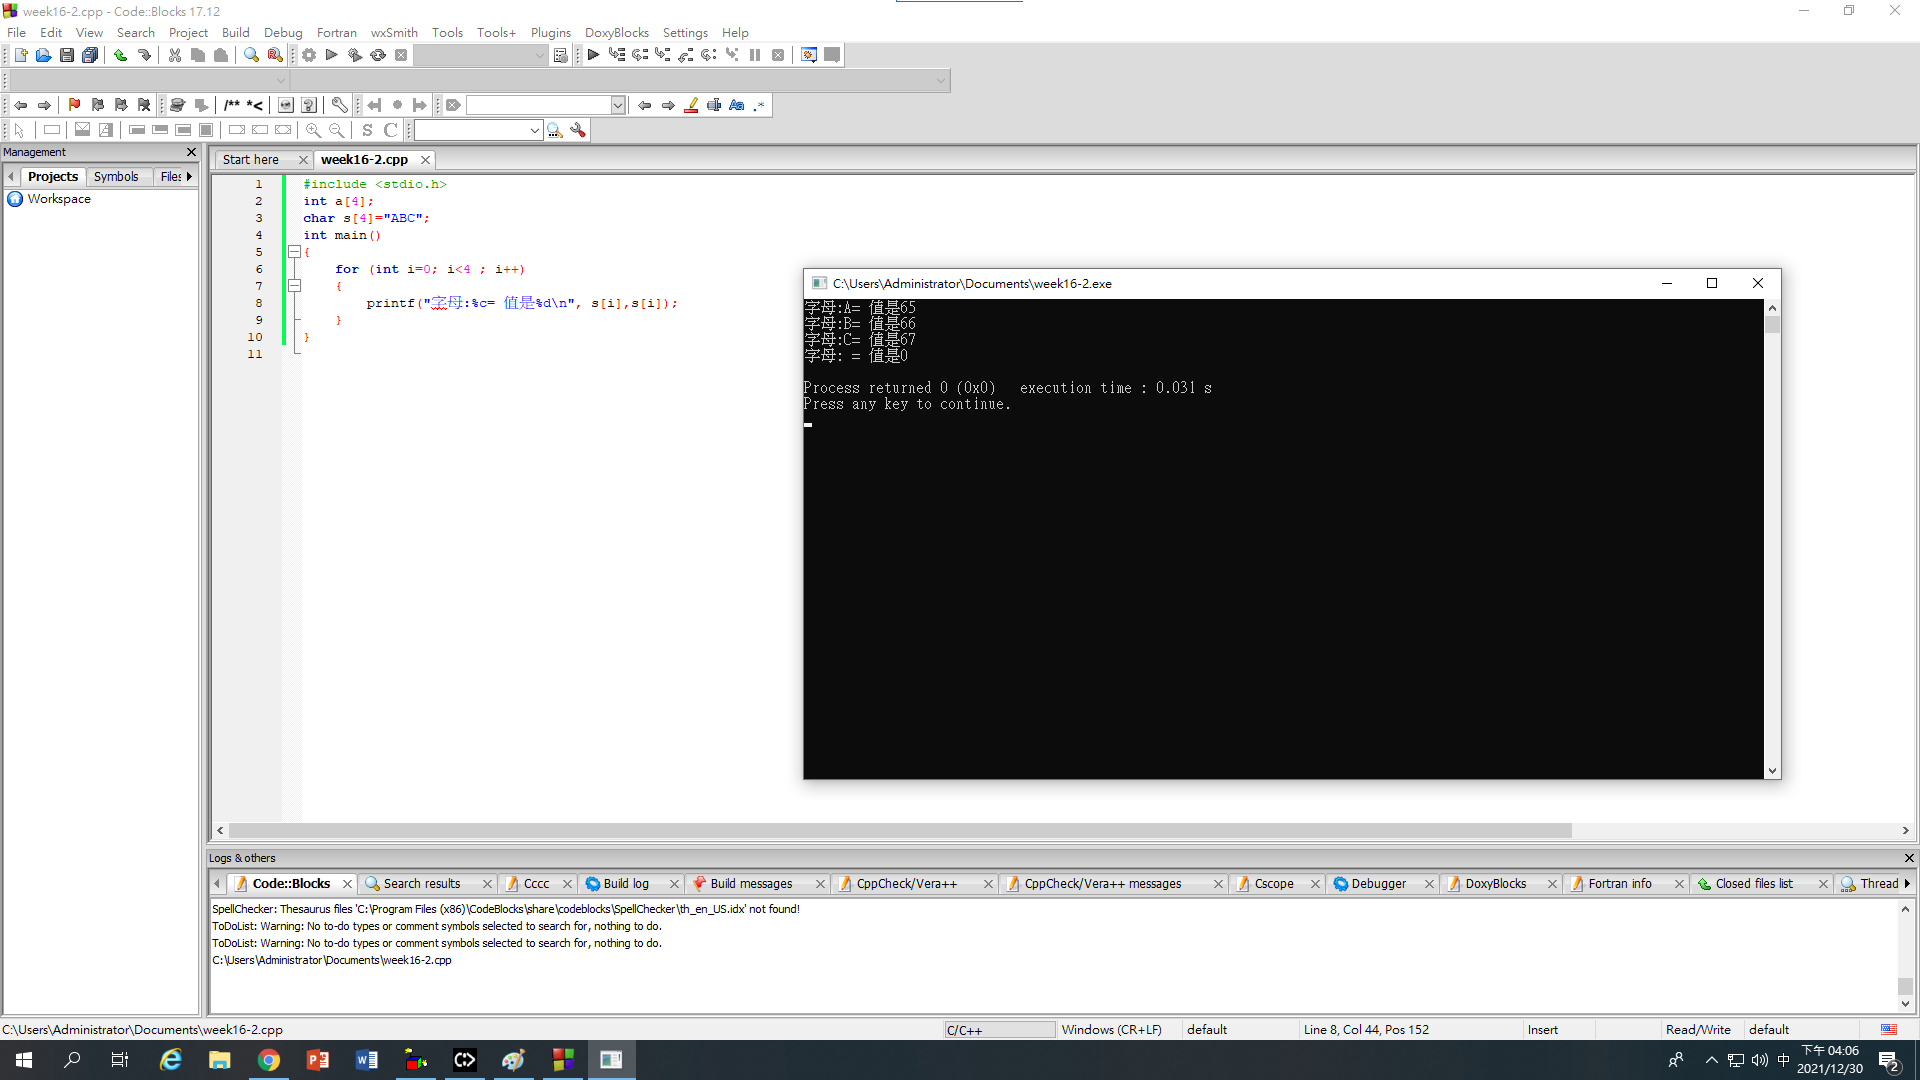 week16-2.cpp - Code::Blocks 17.12
File Edit View Search Project Build Debug Fortran wxSmith Tools Tools+ Plugins DoxyBlocks Settings Help
/** *<
S C
Management
Projects Symbols Files
Workspace
Start here week16-2.cpp
1 #include <stdio.h>
2 int a[4];
3 char s[4]="ABC";
4 int main()
5 {
6 for (int i=0; i<4 ; i++)
7 {
8 printf("字母:%c= 值是%d\n", s[i],s[i]);
9 }
10 }
11
C:\Users\Administrator\Documents\week16-2.exe
字母:A= 值是65
字母:B= 值是66
字母:C= 值是67
字母: = 值是0
Process returned 0 (0x0) execution time : 0.031 s
Press any key to continue.
Logs & others
Code::Blocks Search results Cccc Build log Build messages CppCheck/Vera++ CppCheck/Vera++ messages Cscope Debugger DoxyBlocks Fortran info Closed files list Thread
SpellChecker: Thesaurus files 'C:\Program Files (x86)\CodeBlocks\share\codeblocks\SpellChecker\th_en_US.idx' not found!
ToDoList: Warning: No to-do types or comment symbols selected to search for, nothing to do.
ToDoList: Warning: No to-do types or comment symbols selected to search for, nothing to do.
C:\Users\Administrator\Documents\week16-2.cpp
C:\Users\Administrator\Documents\week16-2.cpp C/C++ Windows (CR+LF) default Line 8, Col 44, Pos 152 Insert Read/Write default
中 下午 04:06
2021/12/30 2